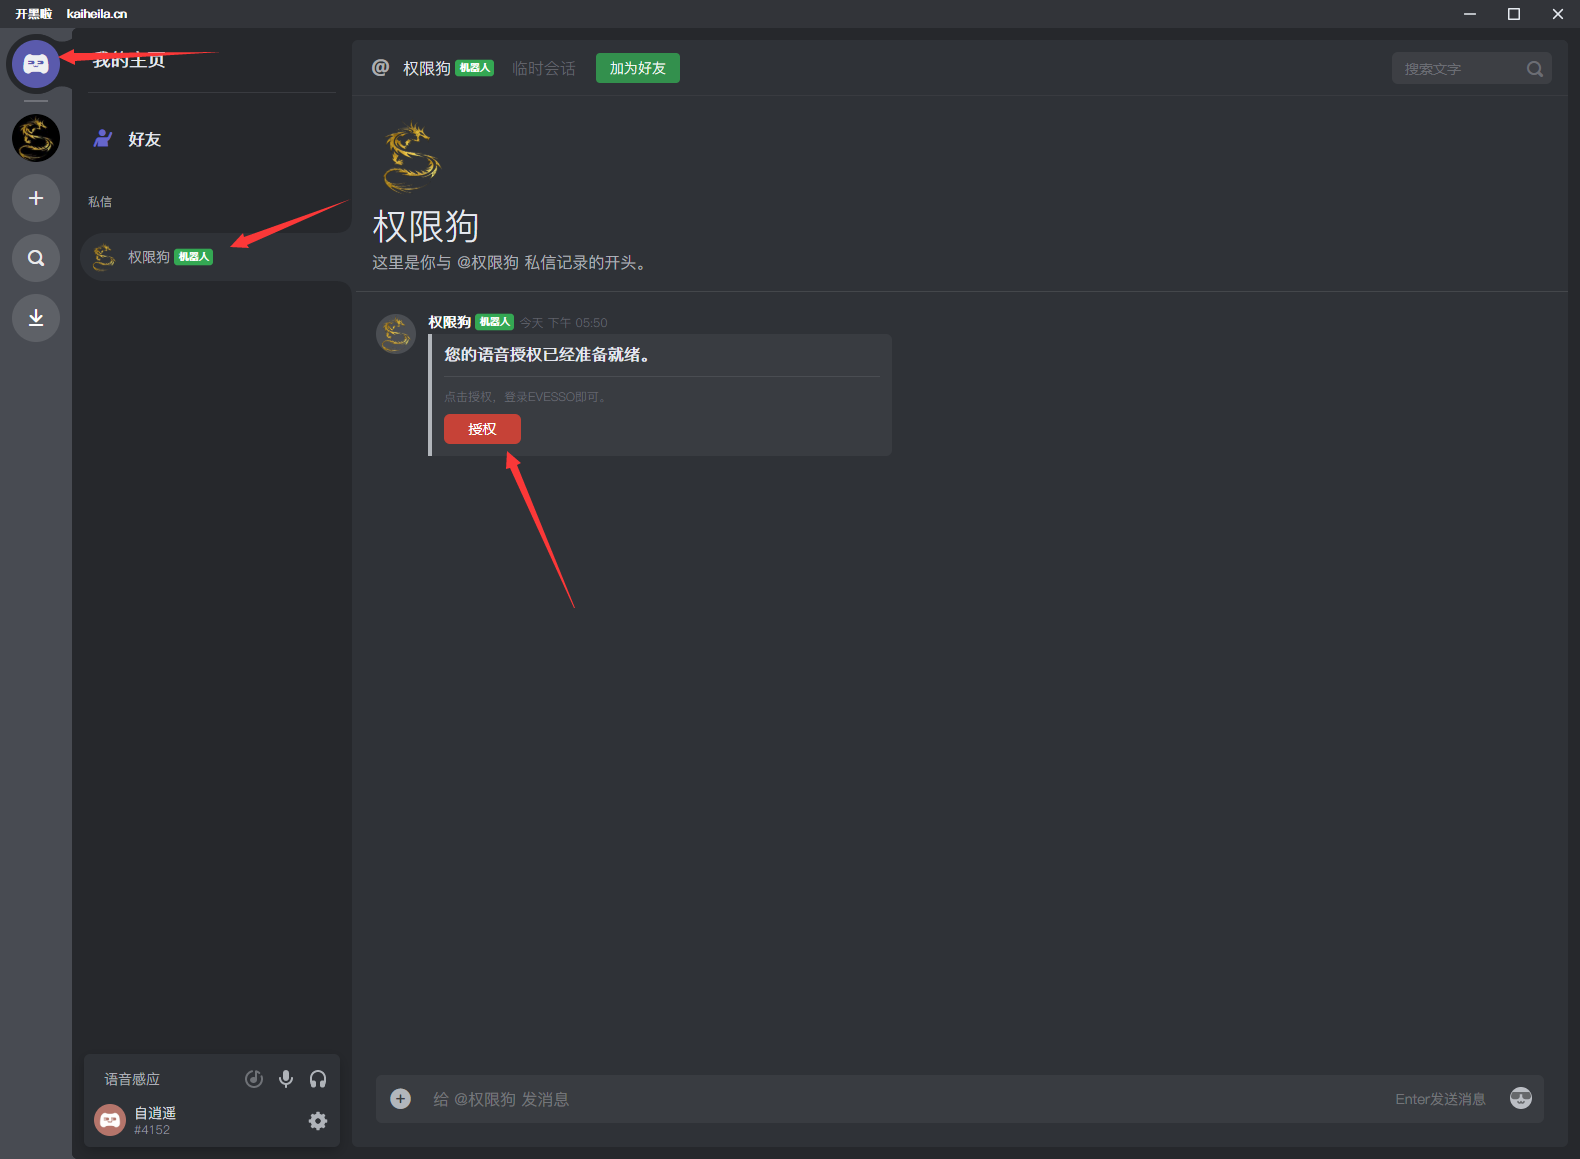 开黑啦 kaiheila.cn
我的主页
好友
私信
权限狗 机器人
@ 权限狗 机器人 临时会话 加为好友
搜索文字
权限狗
这里是你与 @权限狗 私信记录的开头。
权限狗 机器人 今天 下午 05:50
您的语音授权已经准备就绪。
点击授权，登录EVESSO即可。
授权
语音感应
自逍遥
#4152
给 @权限狗 发消息
Enter发送消息